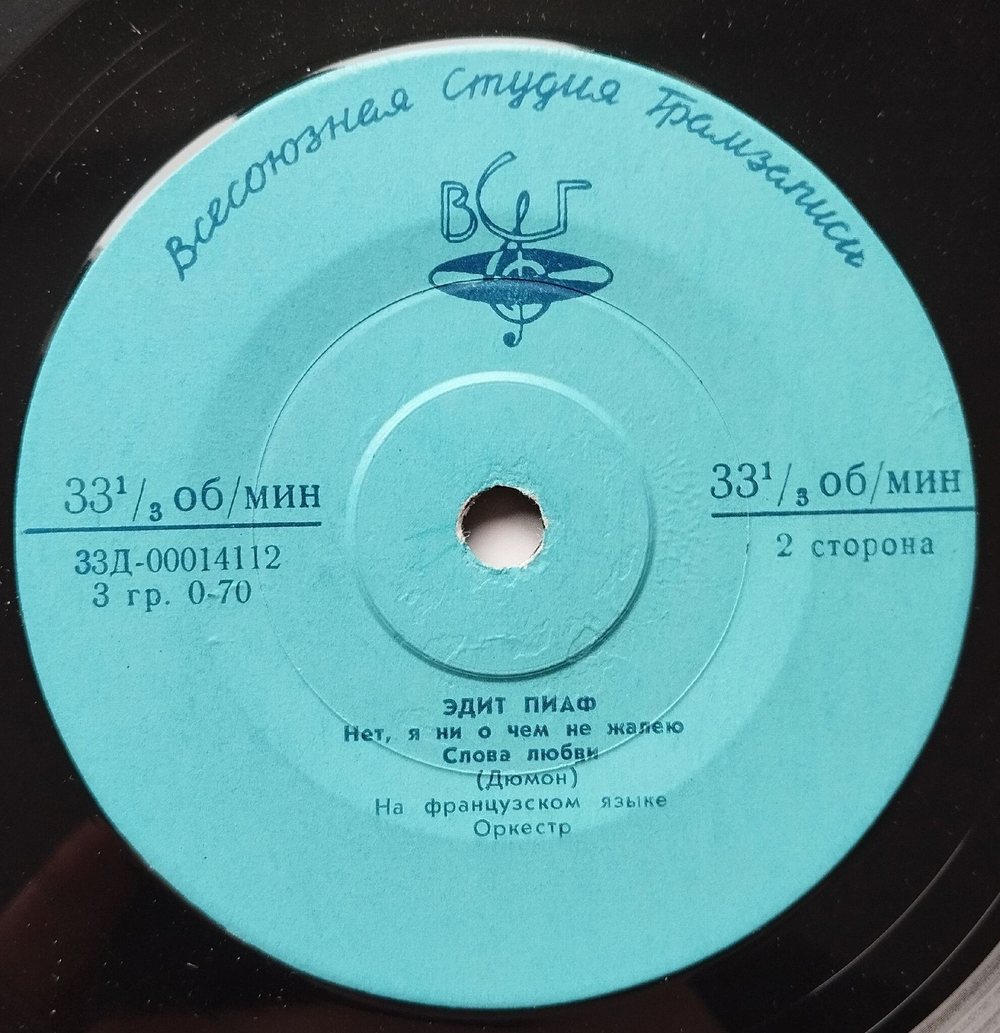 Всесоюзная Студия Грамзаписи
ВСГ
33¹/₃ об/мин
33Д-00014112
3 гр. 0-70
33¹/₃ об/мин
2 сторона
ЭДИТ ПИАФ
Нет, я ни о чем не жалею
Слова любви
(Дюмон)
На французском языке
Оркестр